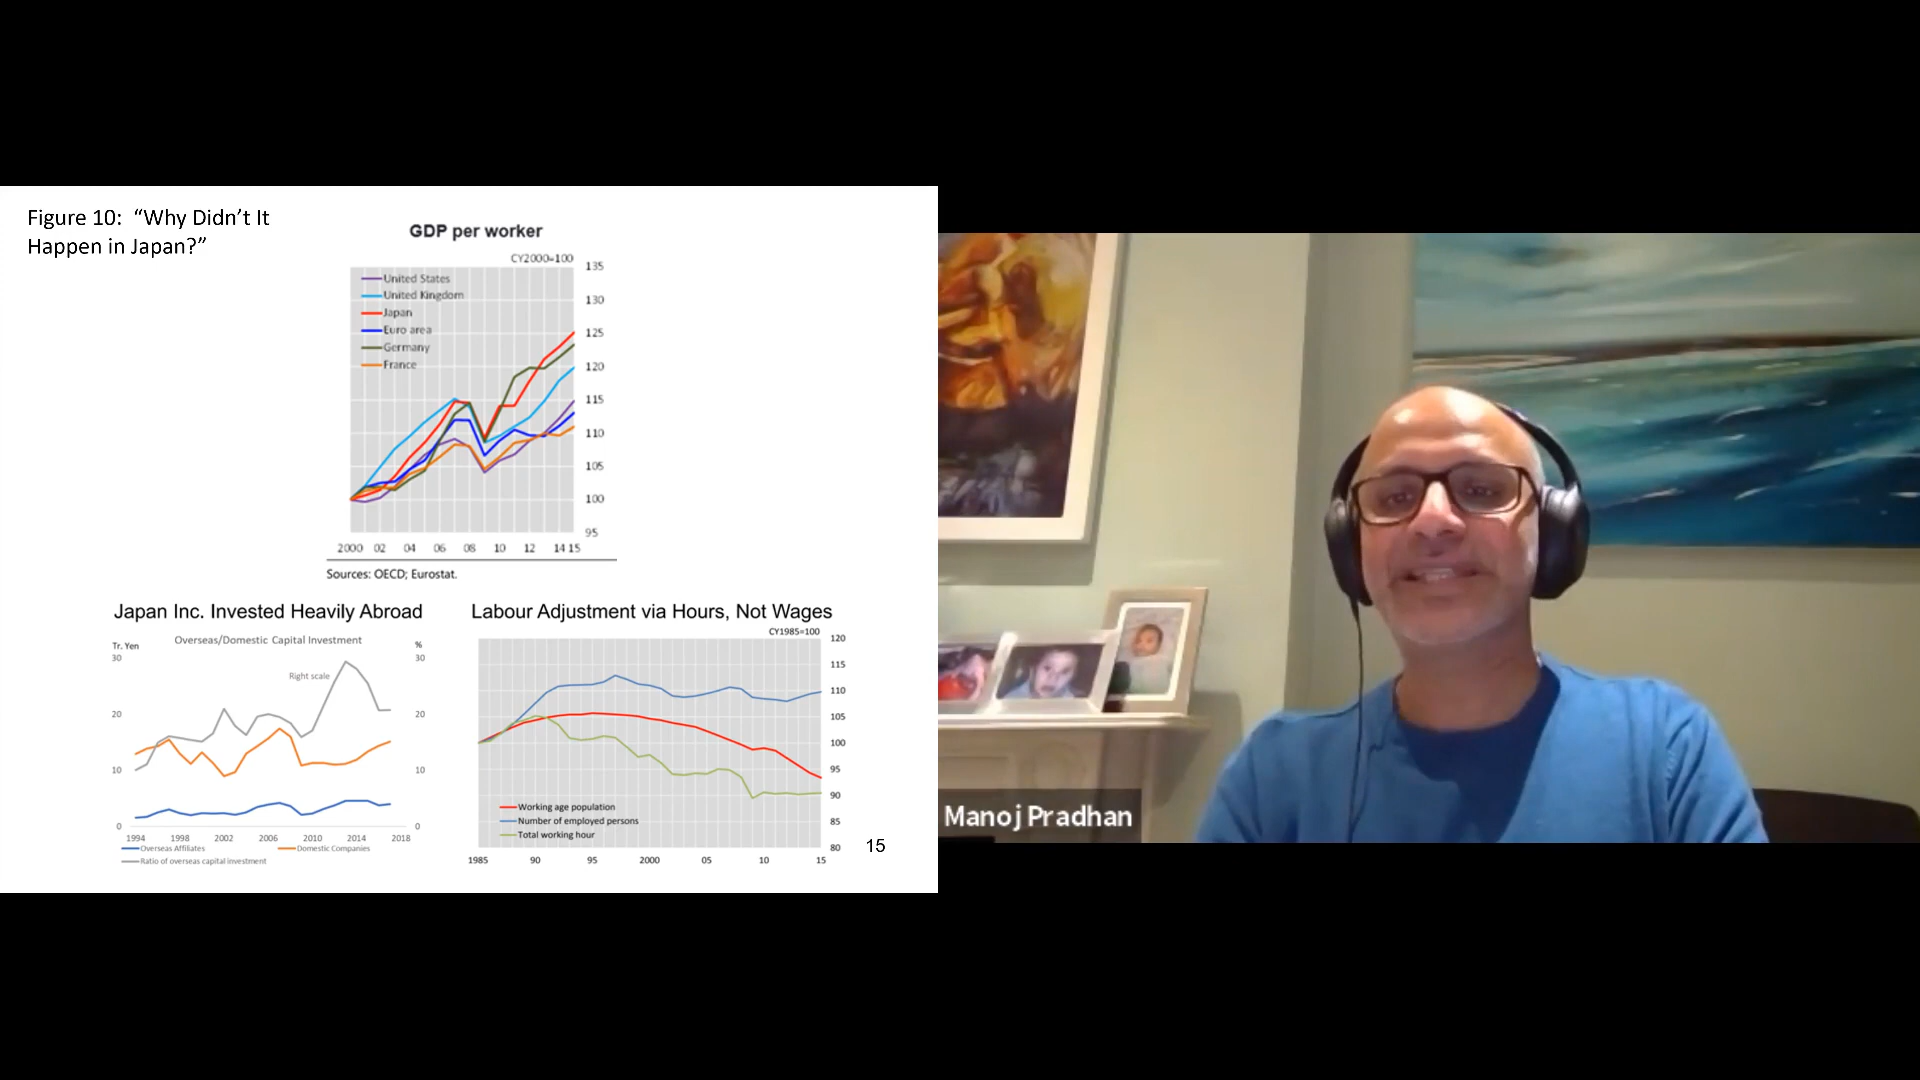 Figure 10: “Why Didn’t It
Happen in Japan?”
GDP per worker
CY2000=100
United States
United Kingdom
Japan
Euro area
Germany
France
135
130
125
120
115
110
105
100
95
2000 02 04 06 08 10 12 14 15
Sources: OECD; Eurostat.
Japan Inc. Invested Heavily Abroad
Overseas/Domestic Capital Investment
Tr. Yen
%
30
20
10
0
Right scale
30
20
10
0
1994 1998 2002 2006 2010 2014 2018
Overseas Affiliates
Domestic Companies
Ratio of overseas capital investment
Labour Adjustment via Hours, Not Wages
CY1985=100
120
115
110
105
100
95
90
85
80
Working age population
Number of employed persons
Total working hour
1985 90 95 2000 05 10 15
15
Manoj Pradhan